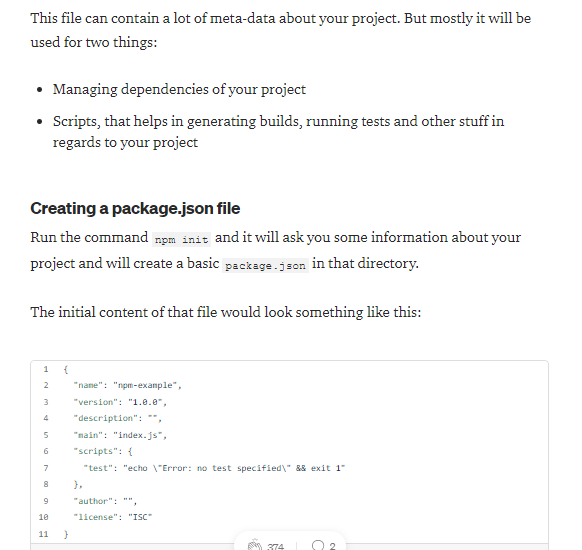 This file can contain a lot of meta-data about your project. But mostly it will be
used for two things:
• Managing dependencies of your project
• Scripts, that helps in generating builds, running tests and other stuff in
regards to your project
Creating a package.json file
Run the command npm init and it will ask you some information about your
project and will create a basic package.json in that directory.
The initial content of that file would look something like this:
1 {
2 "name": "npm-example",
3 "version": "1.0.0",
4 "description": "",
5 "main": "index.js",
6 "scripts": {
7 "test": "echo \"Error: no test specified\" && exit 1"
8 },
9 "author": "",
10 "license": "ISC"
11 }
374 2